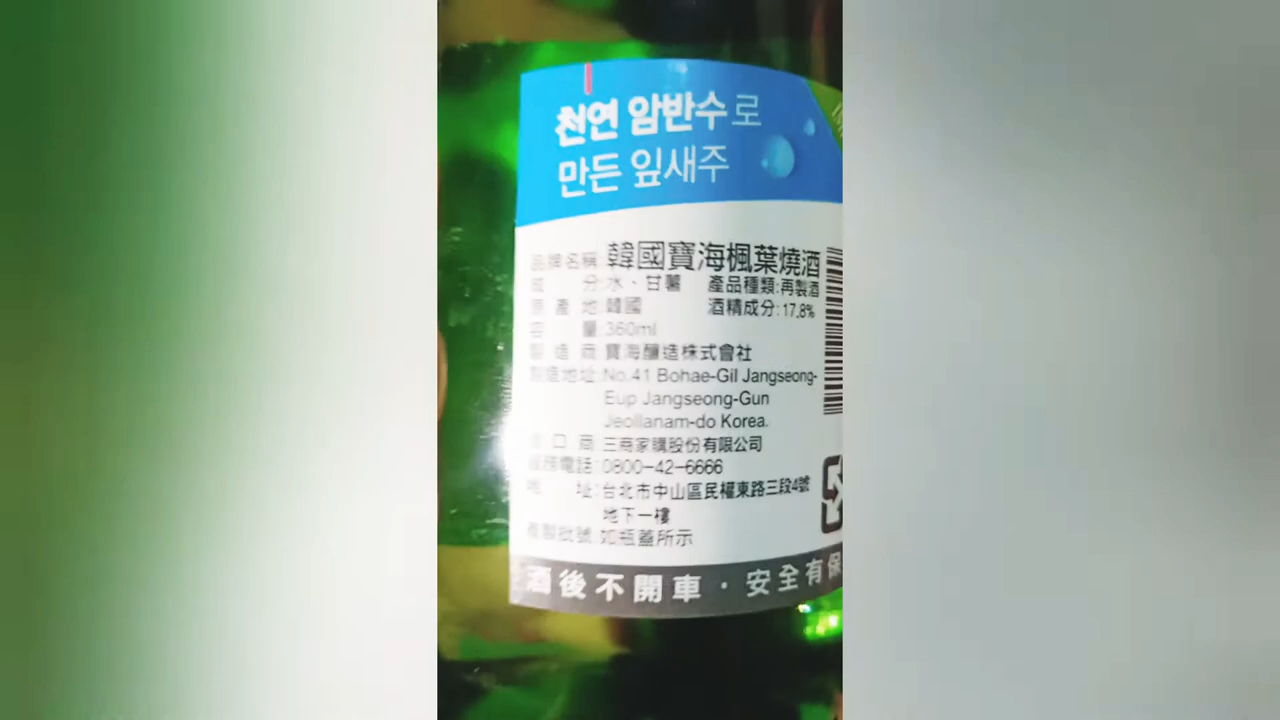 천연 암반수로
만든 잎새주
品牌名稱:韓國寶海楓葉燒酒
成分:水、甘薯 產品種類:再製酒
原產地:韓國 酒精成分:17.8%
容量:360ml
製造商:寶海釀造株式會社
製造地址:No.41 Bohae-Gil Jangseong-
Eup Jangseong-Gun
Jeollanam-do Korea.
進口商:三商家購股份有限公司
服務電話:0800-42-6666
地址:台北市中山區民權東路三段4號
地下一樓
產製批號:如瓶蓋所示
酒後不開車·安全有保